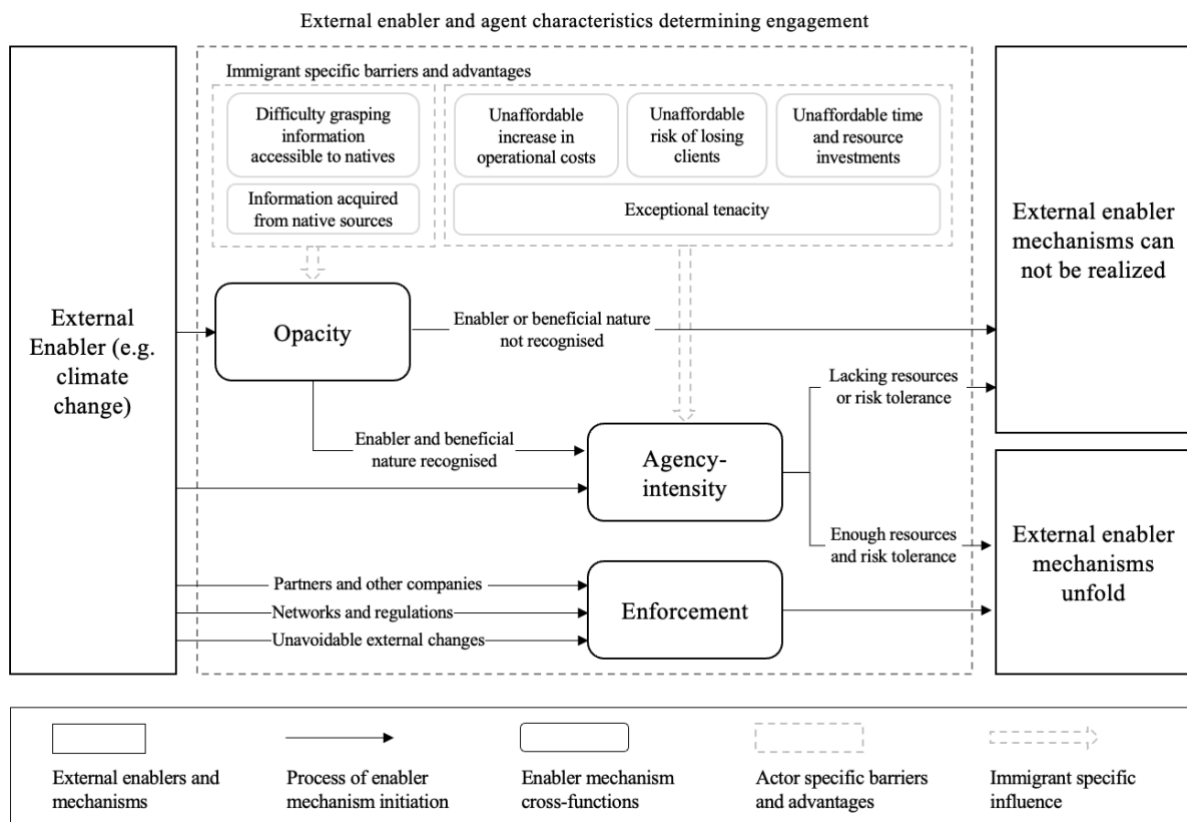 External enabler and agent characteristics determining engagement
Immigrant specific barriers and advantages
Difficulty grasping
information
accessible to natives
Unaffordable
increase in
operational costs
Unaffordable
risk of losing
clients
Unaffordable time
and resource
investments
Information acquired
from native sources
Exceptional tenacity
External
Enabler (e.g.
climate
change)
External enabler
mechanisms can
not be realized
Opacity
Enabler or beneficial nature
not recognised
Lacking resources
or risk tolerance
Enabler and beneficial
nature recognised
Agency-
intensity
Enough resources
and risk tolerance
External enabler
mechanisms
unfold
Partners and other companies
Networks and regulations
Unavoidable external changes
Enforcement
External enablers and
mechanisms
Process of enabler
mechanism initiation
Enabler mechanism
cross-functions
Actor specific barriers
and advantages
Immigrant specific
influence